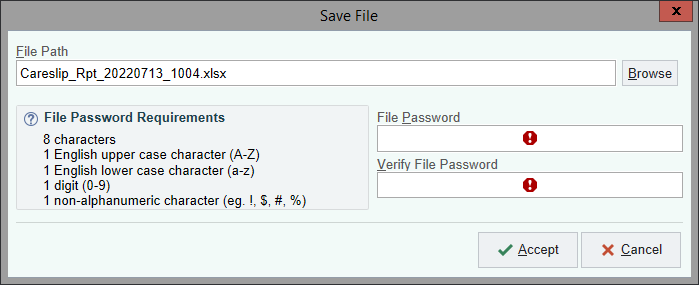 Save File
x
File Path
Careslip_Rpt_20220713_1004.xlsx
Browse
? File Password Requirements
8 characters
1 English upper case character (A-Z)
1 English lower case character (a-z)
1 digit (0-9)
1 non-alphanumeric character (eg. !, $, #, %)
File Password
!
Verify File Password
!
Accept
Cancel